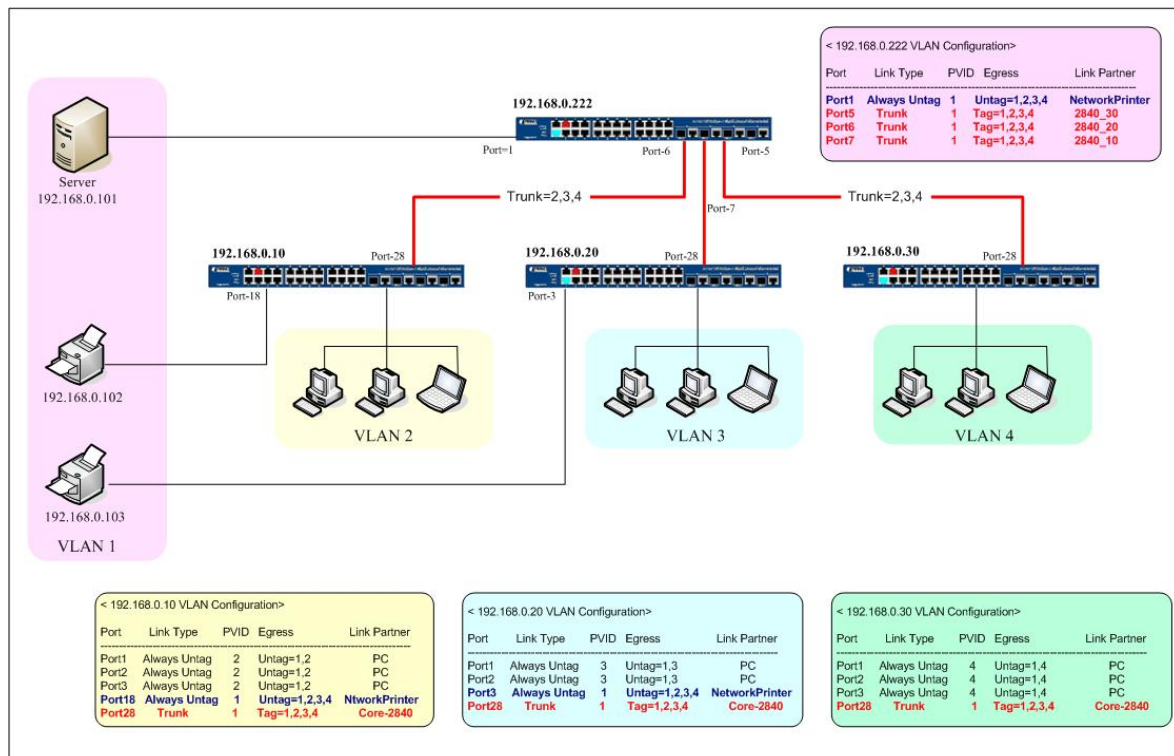 < 192.168.0.222 VLAN Configuration>
Port Link Type PVID Egress Link Partner
Port1 Always Untag 1 Untag=1,2,3,4 NetworkPrinter
Port5 Trunk 1 Tag=1,2,3,4 2840_30
Port6 Trunk 1 Tag=1,2,3,4 2840_20
Port7 Trunk 1 Tag=1,2,3,4 2840_10
192.168.0.222
Port=1
Port-6
Port-5
Server
192.168.0.101
Trunk=2,3,4
Port-7
Trunk=2,3,4
192.168.0.10
Port-28
192.168.0.20
Port-28
192.168.0.30
Port-28
Port-18
Port-3
192.168.0.102
VLAN 2
VLAN 3
VLAN 4
192.168.0.103
VLAN 1
< 192.168.0.10 VLAN Configuration>
Port Link Type PVID Egress Link Partner
Port1 Always Untag 2 Untag=1,2 PC
Port2 Always Untag 2 Untag=1,2 PC
Port3 Always Untag 2 Untag=1,2 PC
Port18 Always Untag 1 Untag=1,2,3,4 NtworkPrinter
Port28 Trunk 1 Tag=1,2,3,4 Core-2840
< 192.168.0.20 VLAN Configuration>
Port Link Type PVID Egress Link Partner
Port1 Always Untag 3 Untag=1,3 PC
Port2 Always Untag 3 Untag=1,3 PC
Port3 Always Untag 1 Untag=1,2,3,4 NetworkPrinter
Port28 Trunk 1 Tag=1,2,3,4 Core-2840
< 192.168.0.30 VLAN Configuration>
Port Link Type PVID Egress Link Partner
Port1 Always Untag 4 Untag=1,4 PC
Port2 Always Untag 4 Untag=1,4 PC
Port3 Always Untag 4 Untag=1,4 PC
Port28 Trunk 1 Tag=1,2,3,4 Core-2840